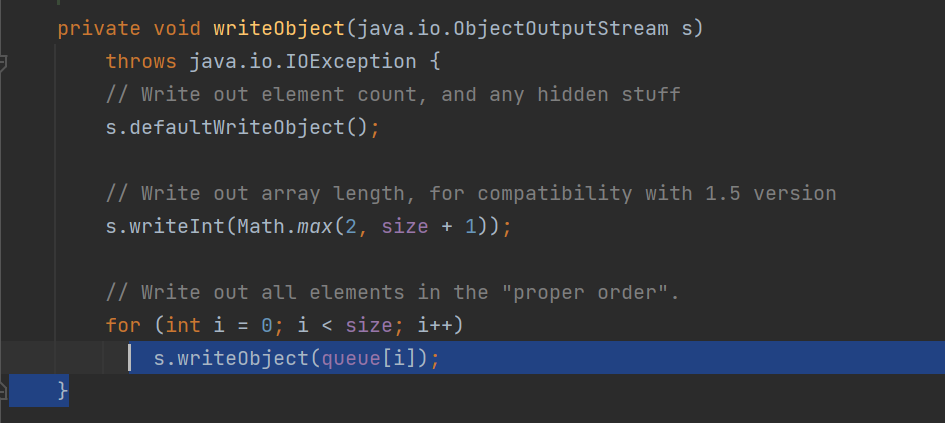 private void writeObject(java.io.ObjectOutputStream s)
throws java.io.IOException {
// Write out element count, and any hidden stuff
s.defaultWriteObject();
// Write out array length, for compatibility with 1.5 version
s.writeInt(Math.max(2, size + 1));
// Write out all elements in the "proper order".
for (int i = 0; i < size; i++)
s.writeObject(queue[i]);
}